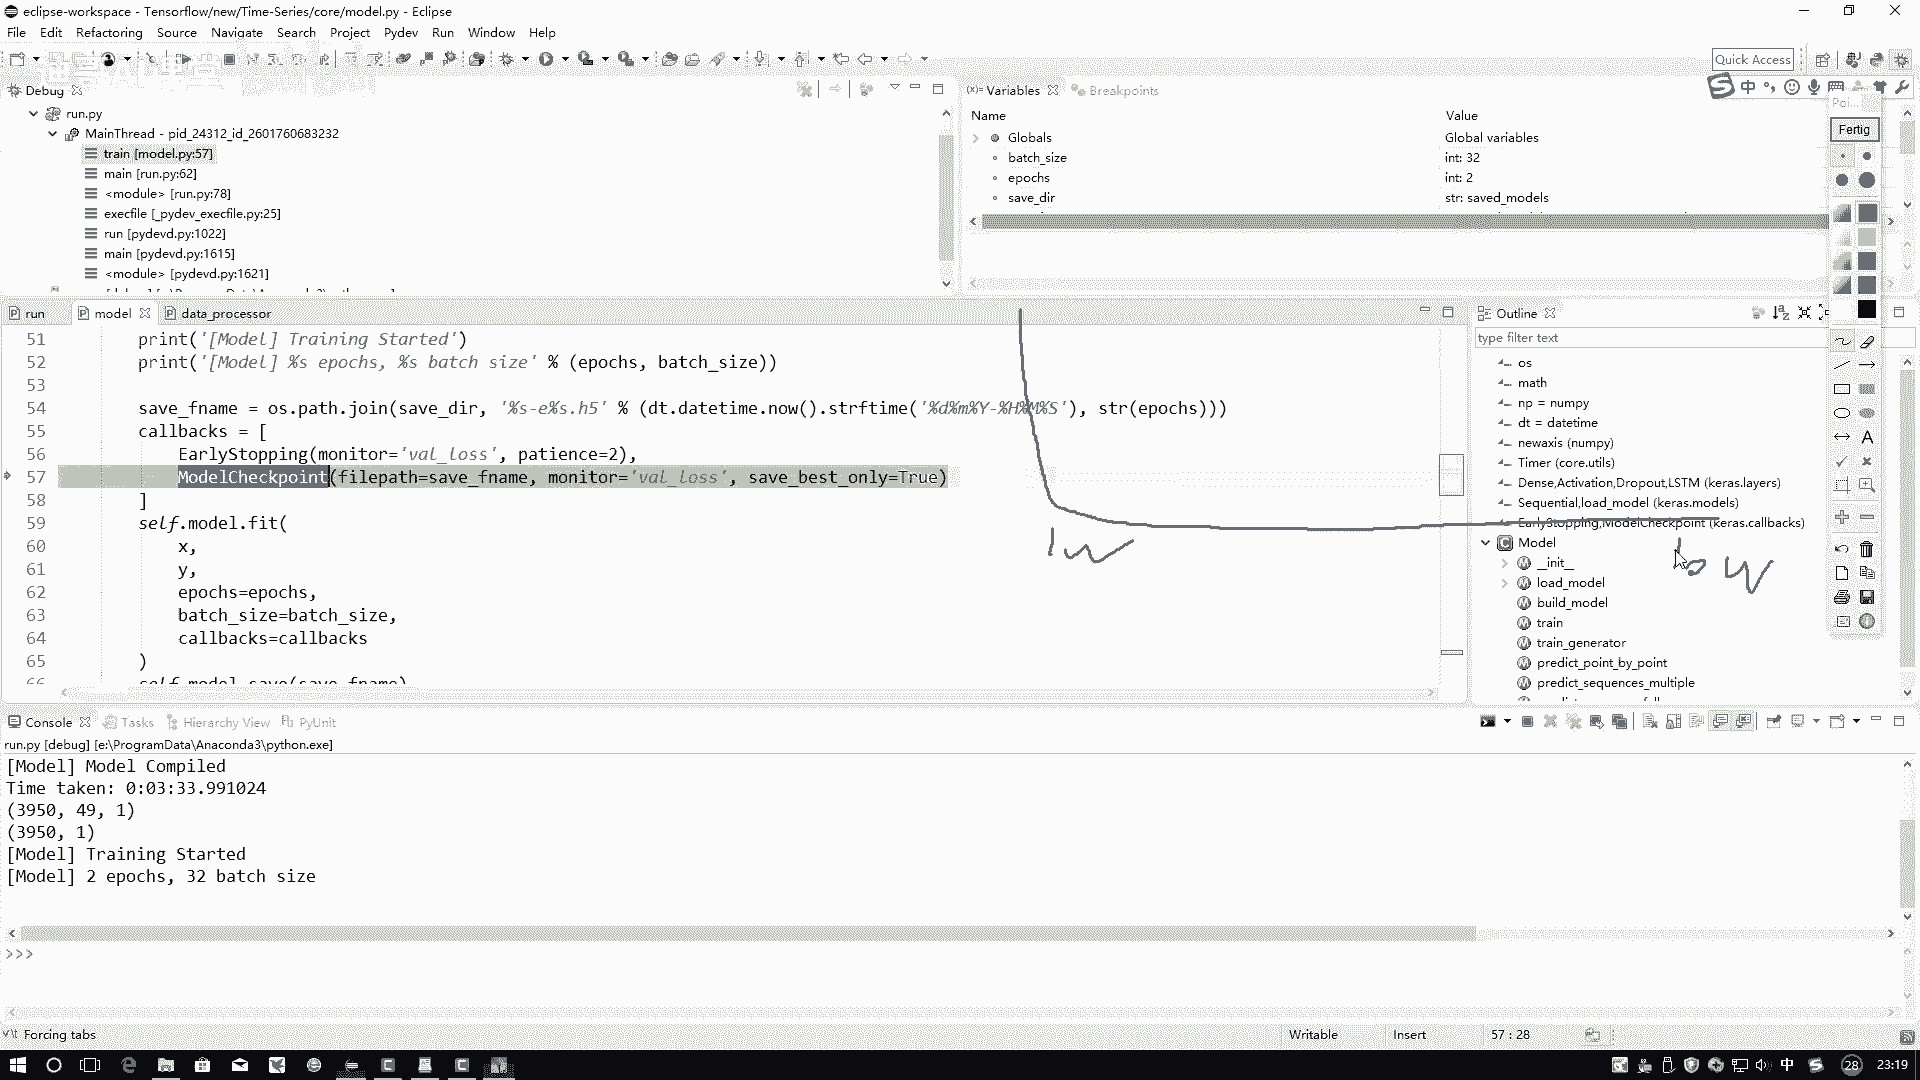 eclipse-workspace - Tensorflow/new/Time-Series/core/model.py - Eclipse
File Edit Refactoring Source Navigate Search Project Pydev Run Window Help
Quick Access
Debug
run.py
MainThread - pid_24312_id_2601760683232
train [model.py:57]
main [run.py:62]
<module> [run.py:78]
execfile [_pydev_execfile.py:25]
run [pydevd.py:1022]
main [pydevd.py:1615]
<module> [pydevd.py:1621]
(x)= Variables Breakpoints
Name Value
Globals Global variables
batch_size int: 32
epochs int: 2
save_dir str: saved_models
中
Poi...
Fertig
run model data_processor
51 print('[Model] Training Started')
52 print('[Model] %s epochs, %s batch size' % (epochs, batch_size))
53
54 save_fname = os.path.join(save_dir, '%s-e%s.h5' % (dt.datetime.now().strftime('%d%m%Y-%H%M%S'), str(epochs)))
55 callbacks = [
56 EarlyStopping(monitor='val_loss', patience=2),
57 ModelCheckpoint(filepath=save_fname, monitor='val_loss', save_best_only=True)
58 ]
59 self.model.fit(
60 x,
61 y,
62 epochs=epochs,
63 batch_size=batch_size,
64 callbacks=callbacks
65 )
66 self.model.save(save_fname)
1W
10W
Outline
type filter text
os
math
np = numpy
dt = datetime
newaxis (numpy)
Timer (core.utils)
Dense,Activation,Dropout,LSTM (keras.layers)
Sequential,load_model (keras.models)
EarlyStopping,ModelCheckpoint (keras.callbacks)
Model
__init__
load_model
build_model
train
train_generator
predict_point_by_point
predict_sequences_multiple
Console Tasks Hierarchy View PyUnit
run.py [debug] [e:\ProgramData\Anaconda3\python.exe]
[Model] Model Compiled
Time taken: 0:03:33.991024
(3950, 49, 1)
(3950, 1)
[Model] Training Started
[Model] 2 epochs, 32 batch size
>>>
Forcing tabs Writable Insert 57 : 28
中 28 23:19